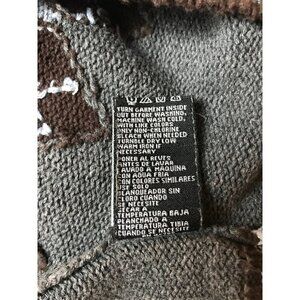 TURN GARMENT INSIDE
OUT BEFORE WASHING.
MACHINE WASH COLD,
WITH LIKE COLORS
ONLY NON-CHLORINE
BLEACH WHEN NEEDED
TUMBLE DRY LOW
WARM IRON IF
NECESSARY
PONER AL REVES
ANTES DE LAVAR
LAVADO A MAQUINA
CON AGUA FRIA
CON COLORES SIMILARES
USE SOLO
BLANQUEADOR SIN
CLORO CUANDO
SE NECESITE
SECAR A
TEMPERATURA BAJA
PLANCHADO A
TEMPERATURA TIBIA
CUANDO SE NECESITE